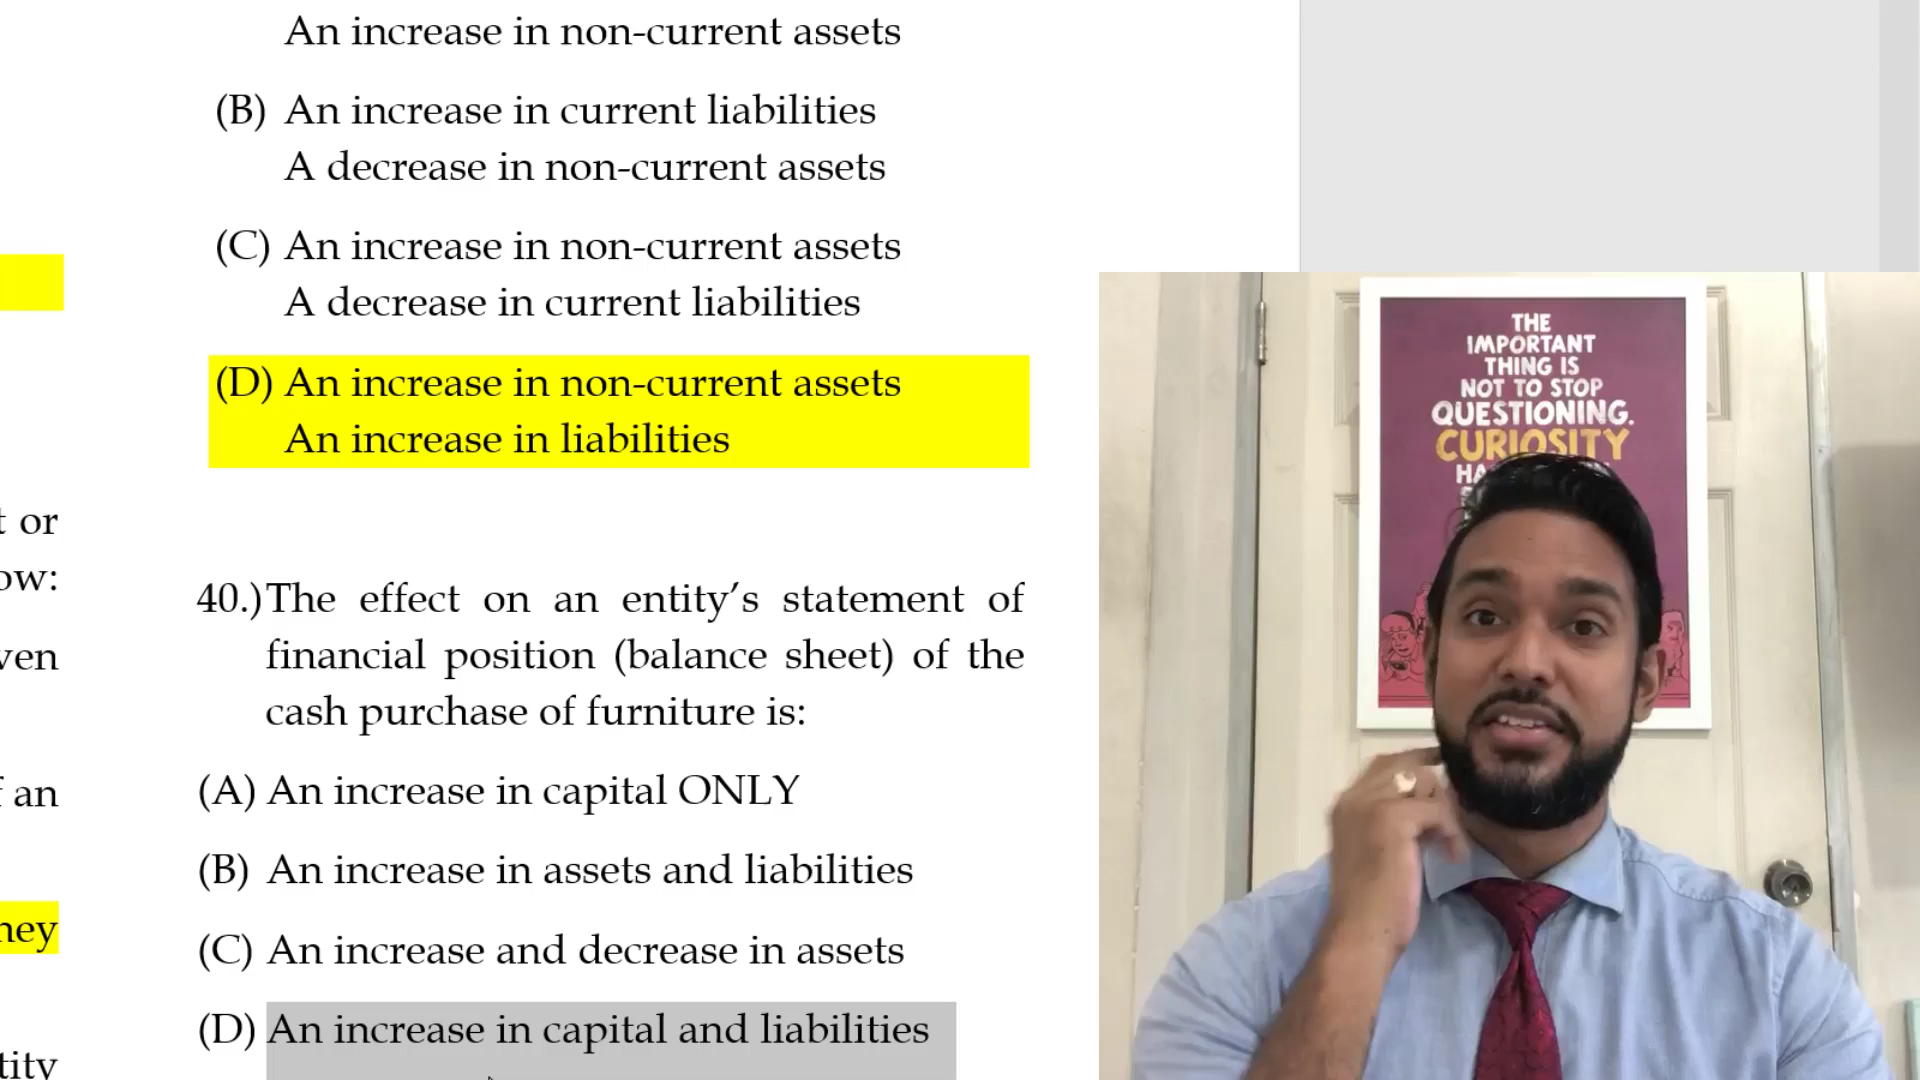 An increase in non-current assets
(B) An increase in current liabilities
A decrease in non-current assets
(C) An increase in non-current assets
A decrease in current liabilities
(D) An increase in non-current assets
An increase in liabilities
40.) The effect on an entity's statement of
financial position (balance sheet) of the
cash purchase of furniture is:
(A) An increase in capital ONLY
(B) An increase in assets and liabilities
(C) An increase and decrease in assets
(D) An increase in capital and liabilities
or
ow:
ven
an
ney
tity
THE
IMPORTANT
THING IS
NOT TO STOP
QUESTIONING.
CURIOSITY
HA